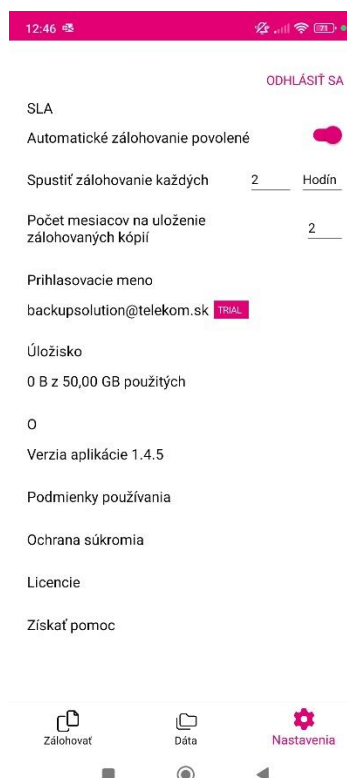 12:46
ODHLÁSIŤ SA
SLA
Automatické zálohovanie povolené
Spustiť zálohovanie každých 2 Hodín
Počet mesiacov na uloženie
zálohovaných kópií 2
Prihlasovacie meno
backupsolution@telekom.sk TRIAL
Úložisko
0 B z 50,00 GB použitých
O
Verzia aplikácie 1.4.5
Podmienky používania
Ochrana súkromia
Licencie
Získať pomoc
Zálohovať Dáta Nastavenia